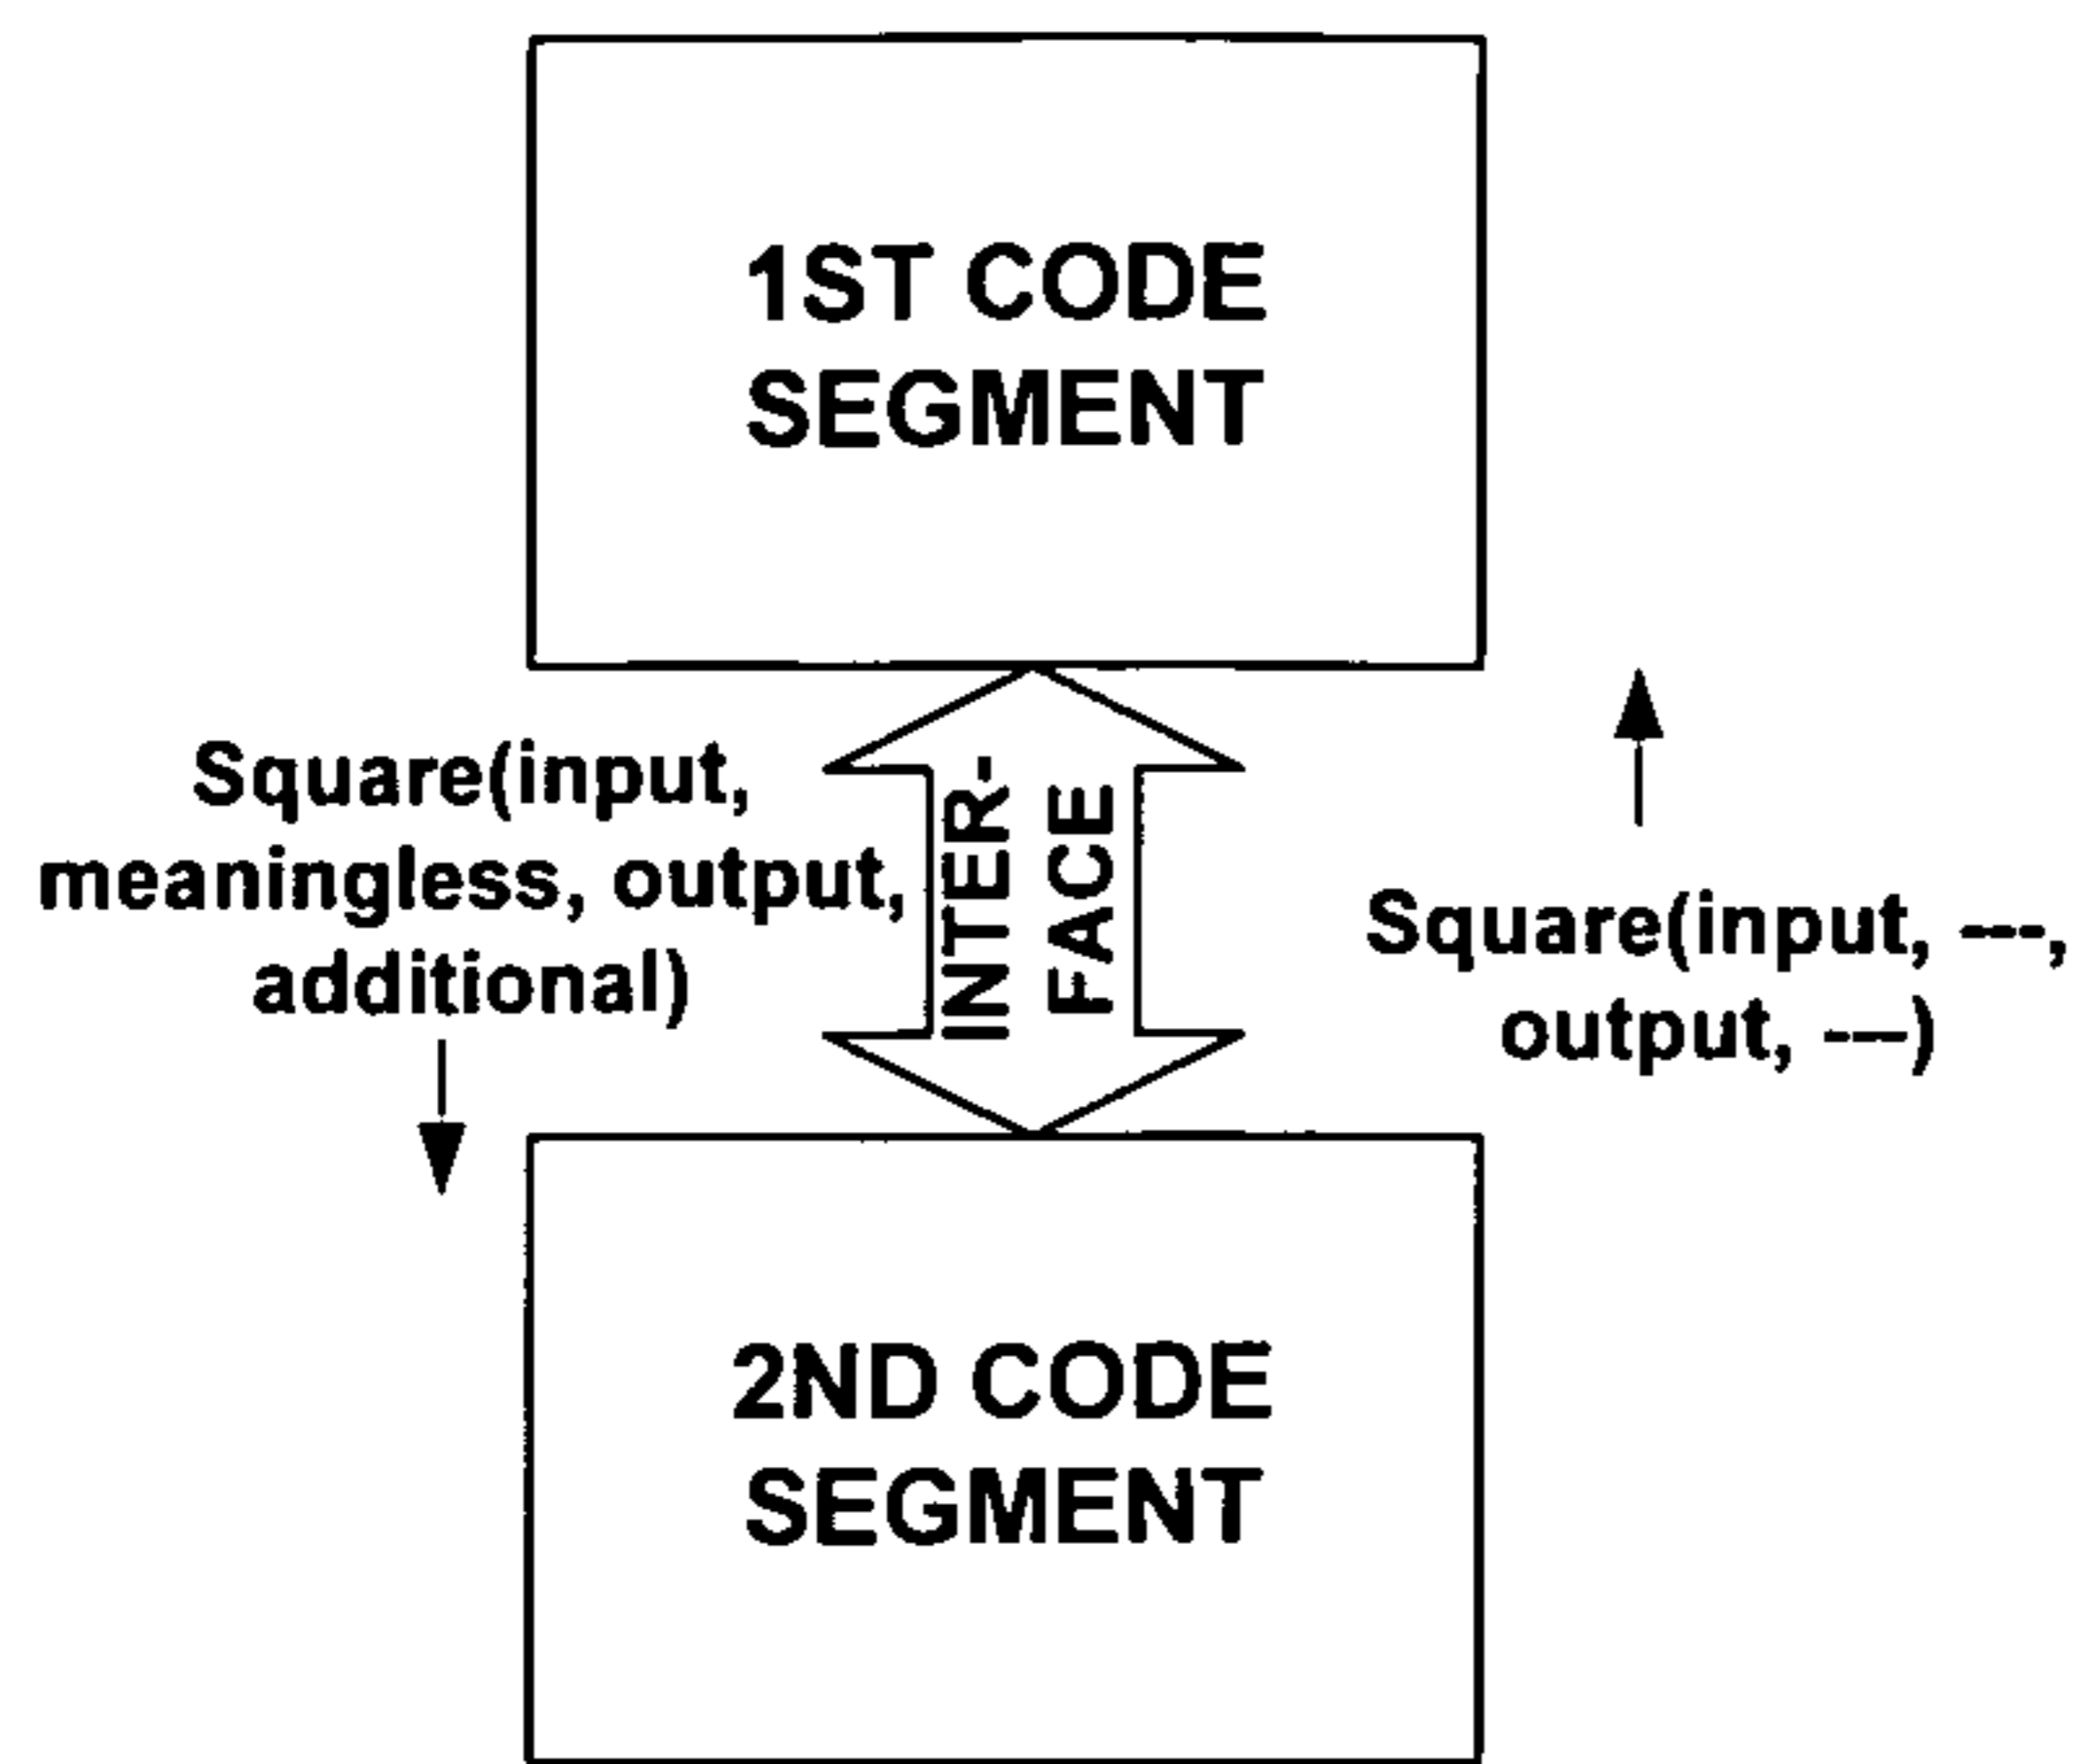 1ST CODE
SEGMENT
Square(input,
meaningless, output,
additional)
INTER-
FACE
Square(input, ---,
output, ---)
2ND CODE
SEGMENT